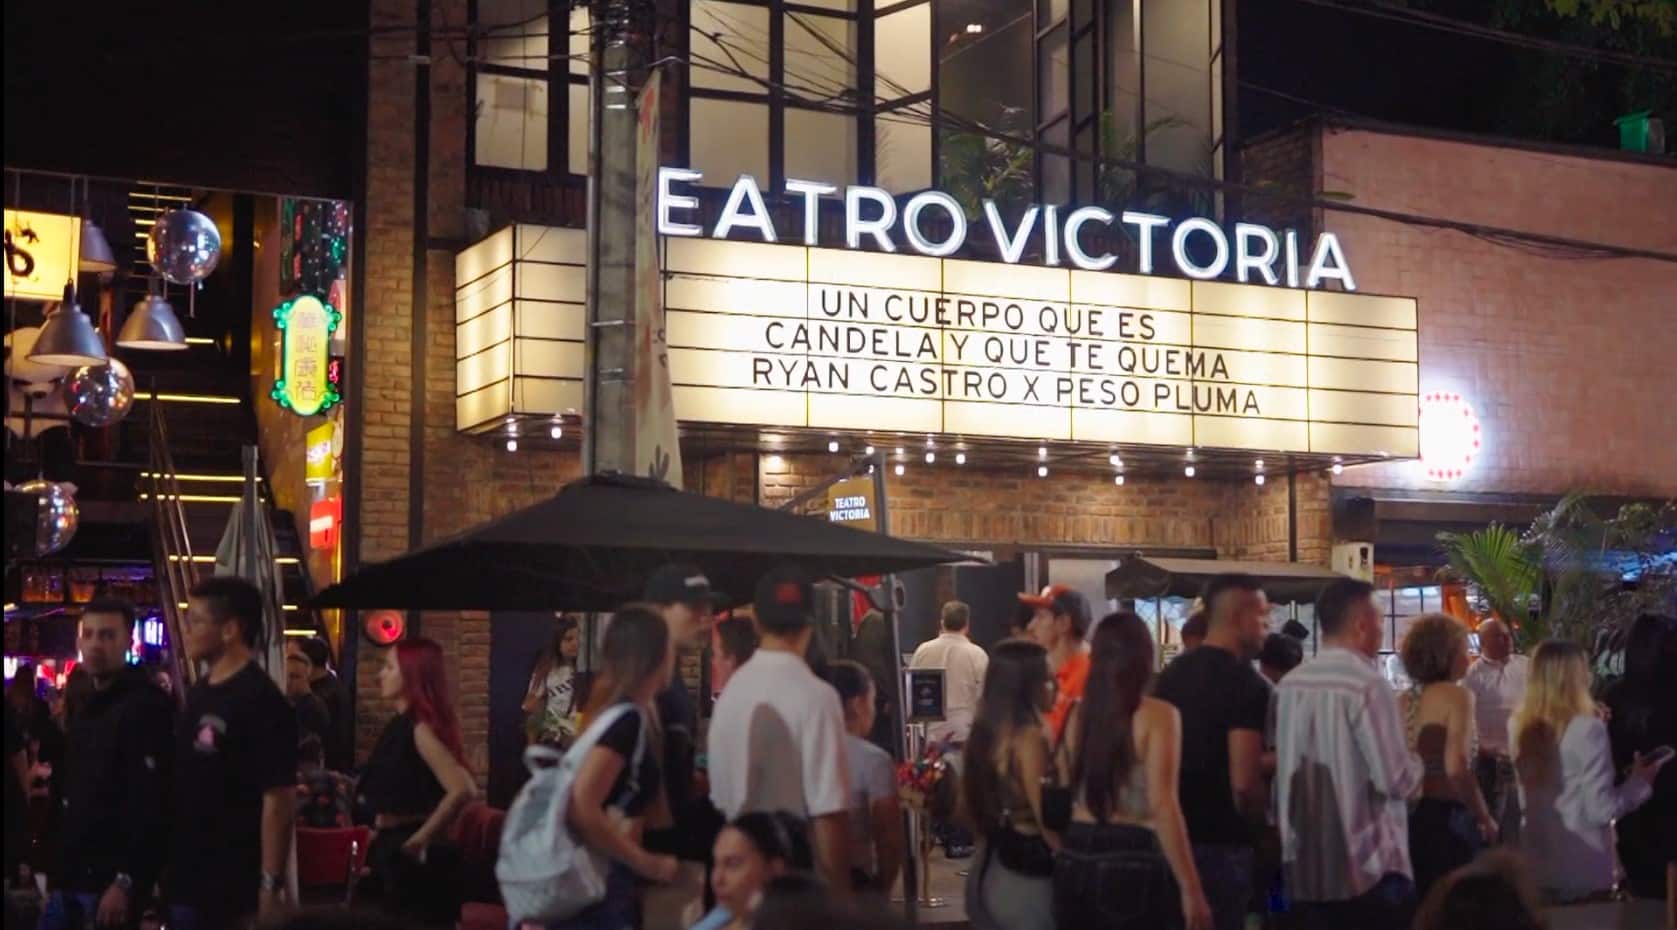 EATRO VICTORIA
UN CUERPO QUE ES
CANDELA Y QUE TE QUEMA
RYAN CASTRO X PESO PLUMA
TEATRO
VICTORIA